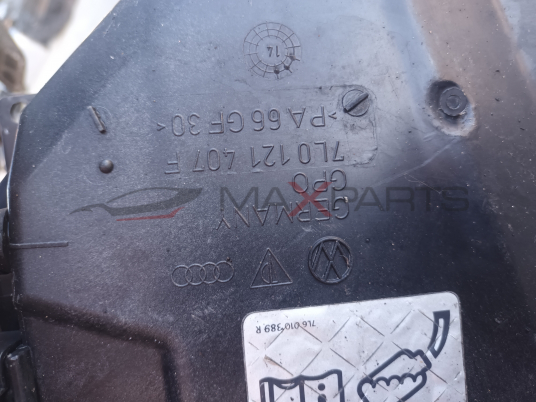 14
>PA 66 GF 30<
7L0 121 407 F
GPO
GERMANY
MAXPARTS
7L6 010 389 R